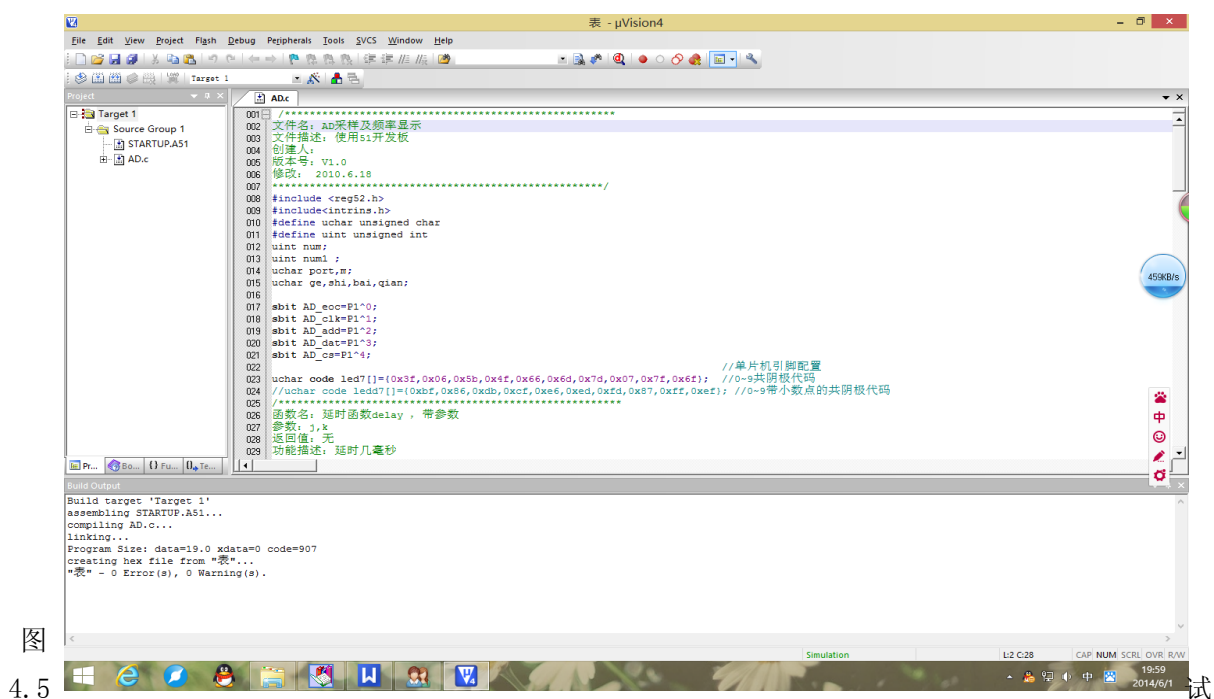 表 - μVision4
File Edit View Project Flash Debug Peripherals Tools SVCS Window Help
Target 1
Project
AD.c
Target 1
Source Group 1
STARTUP.A51
AD.c
001 /*****************************************************
002 文件名：AD采样及频率显示
003 文件描述：使用51开发板
004 创建人：
005 版本号：V1.0
006 修改： 2010.6.18
007 *****************************************************/
008 #include <reg52.h>
009 #include<intrins.h>
010 #define uchar unsigned char
011 #define uint unsigned int
012 uint num;
013 uint num1 ;
014 uchar port,m;
015 uchar ge,shi,bai,qian;
016
017 sbit AD_eoc=P1^0;
018 sbit AD_clk=P1^1;
019 sbit AD_add=P1^2;
020 sbit AD_dat=P1^3;
021 sbit AD_cs=P1^4;
022 //单片机引脚配置
023 uchar code led7[]={0x3f,0x06,0x5b,0x4f,0x66,0x6d,0x7d,0x07,0x7f,0x6f}; //0~9共阴极代码
024 //uchar code ledd7[]={0xbf,0x86,0xdb,0xcf,0xe6,0xed,0xfd,0x87,0xff,0xef}; //0~9带小数点的共阴极代码
025 /******************************************************
026 函数名：延时函数delay ，带参数
027 参数：j,k
028 返回值：无
029 功能描述：延时几毫秒
459KB/s
中
Pr... Bo... {} Fu... Te...
Build Output
Build target 'Target 1'
assembling STARTUP.A51...
compiling AD.c...
linking...
Program Size: data=19.0 xdata=0 code=907
creating hex file from "表"...
"表" - 0 Error(s), 0 Warning(s).
Simulation L:2 C:28 CAP NUM SCRL OVR R/W
中 19:59
2014/6/1
图
4.5 试